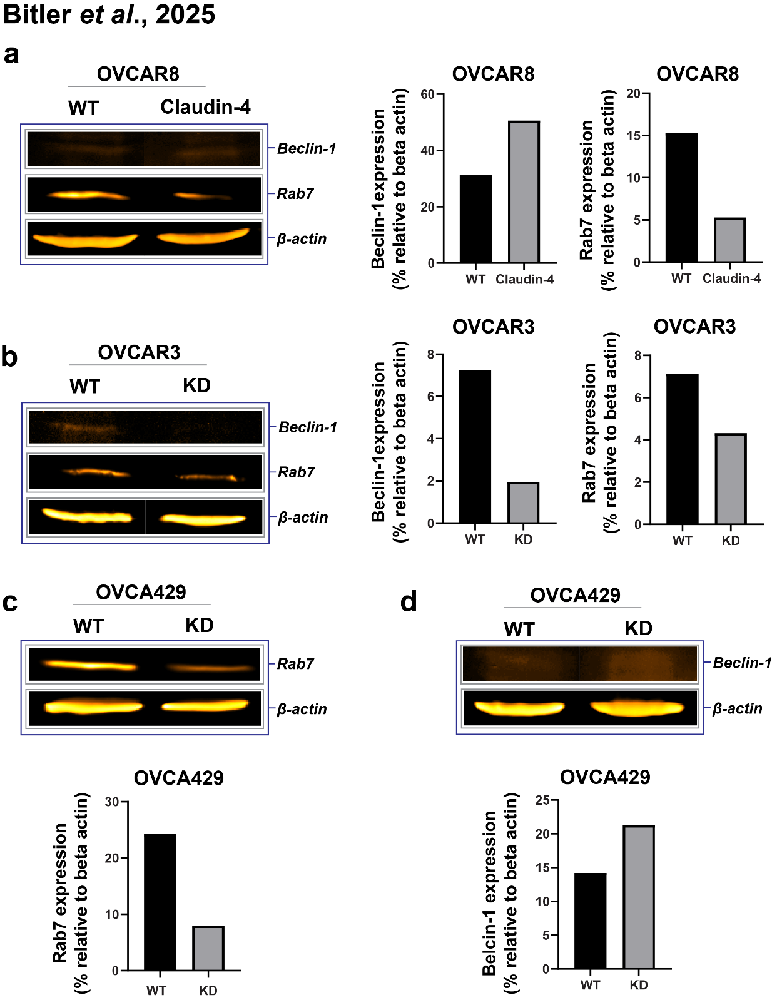 Bitler et al., 2025
a
OVCAR8
WT Claudin-4
Beclin-1
Rab7
β-actin
OVCAR8
Beclin-1expression
(% relative to beta actin)
60
40
20
0
WT Claudin-4
OVCAR8
Rab7 expression
(% relative to beta actin)
20
15
10
5
0
WT Claudin-4
b
OVCAR3
WT KD
Beclin-1
Rab7
β-actin
OVCAR3
Beclin-1expression
(% relative to beta actin)
8
6
4
2
0
WT KD
OVCAR3
Rab7 expression
(% relative to beta actin)
8
6
4
2
0
WT KD
c
OVCA429
WT KD
Rab7
β-actin
OVCA429
Rab7 expression
(% relative to beta actin)
30
20
10
0
WT KD
d
OVCA429
WT KD
Beclin-1
β-actin
OVCA429
Belcin-1 expression
(% relative to beta actin)
25
20
15
10
5
0
WT KD